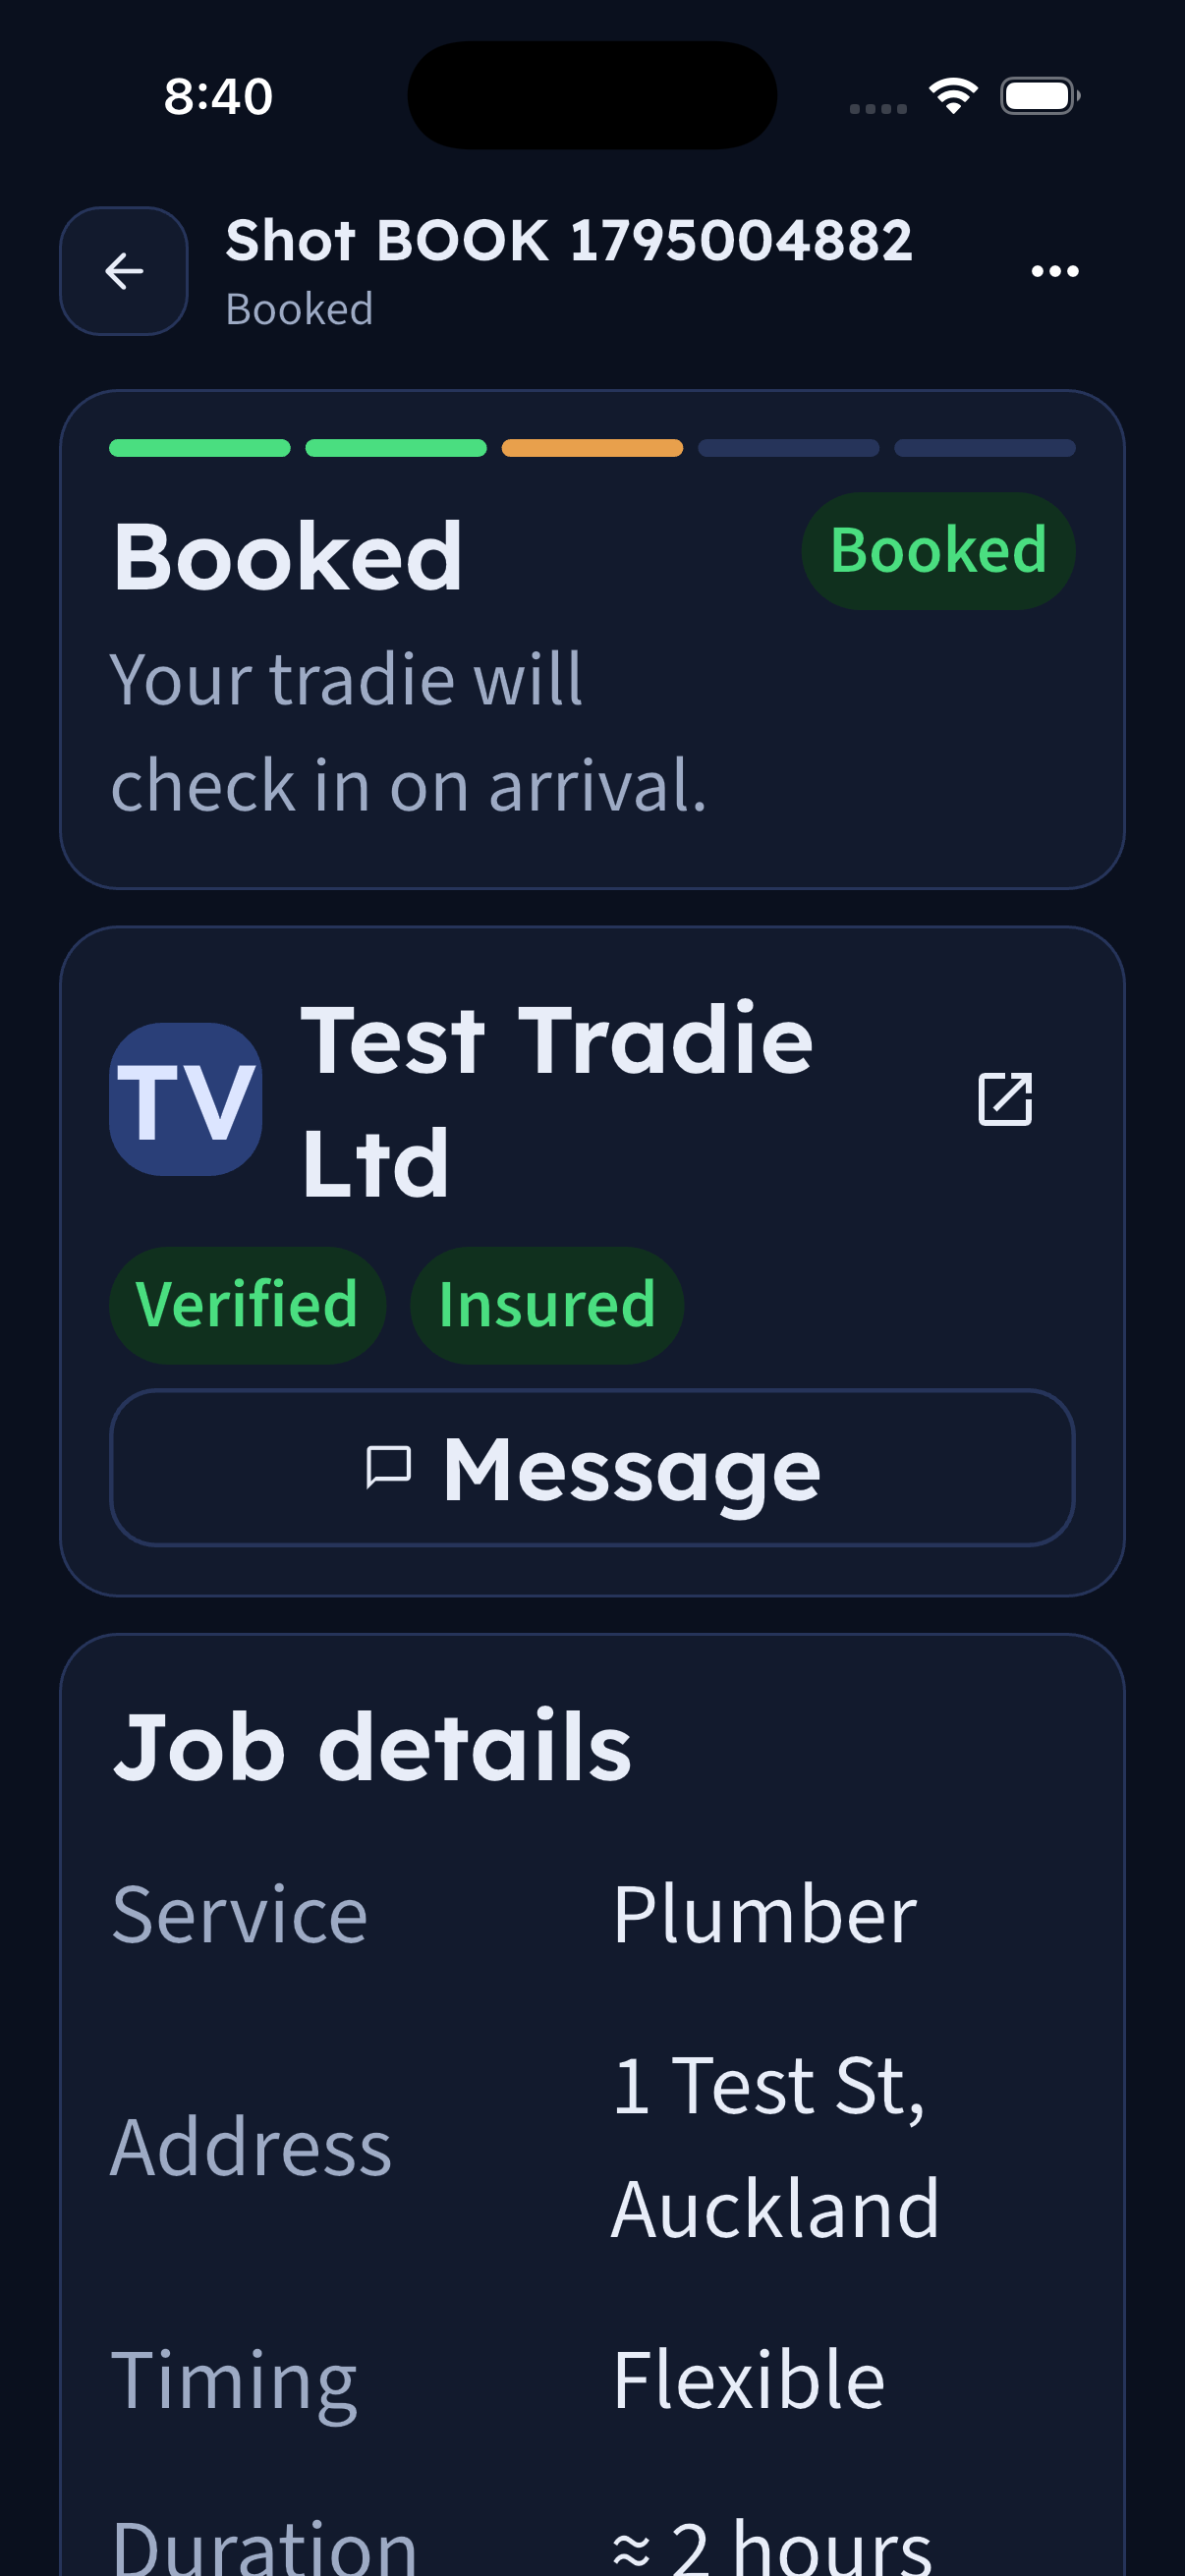 8:40
Shot BOOK 1795004882
Booked
Booked
Booked
Your tradie will
check in on arrival.
TV
Test Tradie
Ltd
Verified
Insured
Message
Job details
Service
Plumber
Address
1 Test St,
Auckland
Timing
Flexible
Duration
≈ 2 hours